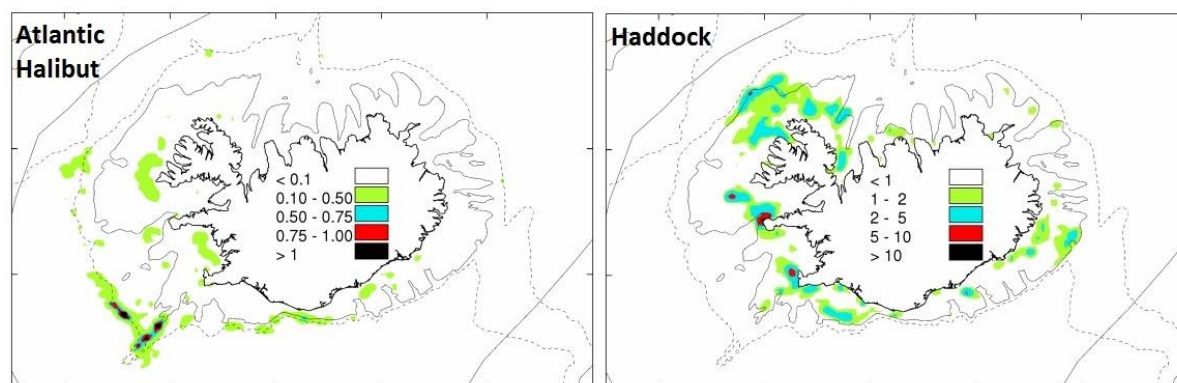 Atlantic
Halibut
< 0.1
0.10 - 0.50
0.50 - 0.75
0.75 - 1.00
> 1
Haddock
< 1
1 - 2
2 - 5
5 - 10
> 10